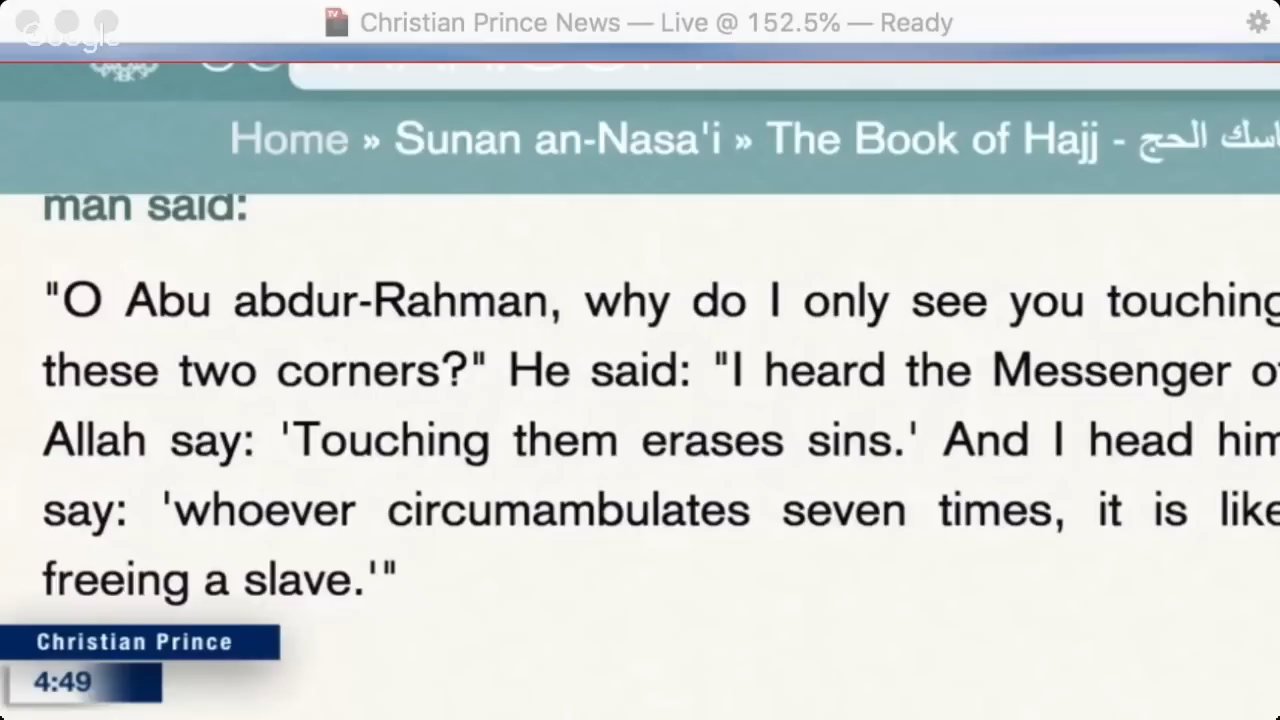 Christian Prince News — Live @ 152.5% — Ready
Google
Home » Sunan an-Nasa'i » The Book of Hajj - الحج
man said:
"O Abu abdur-Rahman, why do I only see you touching
these two corners?" He said: "I heard the Messenger of
Allah say: 'Touching them erases sins.' And I head him
say: 'whoever circumambulates seven times, it is like
freeing a slave.'"
Christian Prince
4:49